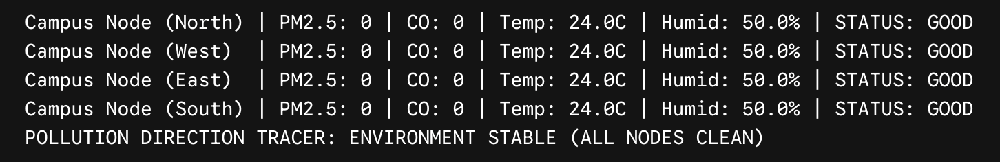 Campus Node (North) | PM2.5: 0 | CO: 0 | Temp: 24.0C | Humid: 50.0% | STATUS: GOOD
Campus Node (West)  | PM2.5: 0 | CO: 0 | Temp: 24.0C | Humid: 50.0% | STATUS: GOOD
Campus Node (East)  | PM2.5: 0 | CO: 0 | Temp: 24.0C | Humid: 50.0% | STATUS: GOOD
Campus Node (South) | PM2.5: 0 | CO: 0 | Temp: 24.0C | Humid: 50.0% | STATUS: GOOD
POLLUTION DIRECTION TRACER: ENVIRONMENT STABLE (ALL NODES CLEAN)